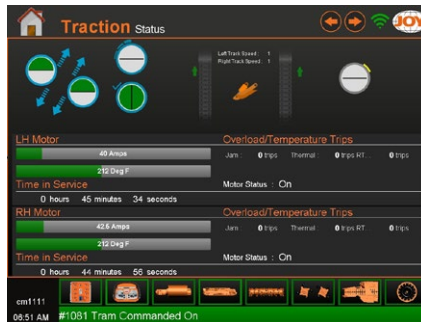 Traction Status
JOY
Left Track Speed: 1
Right Track Speed: 1
LH Motor
Overload/Temperature Trips
40 Amps
Jam : 0 trips Thermal : 0 trips RT... 0 trips
212 Deg F
Time in Service
Motor Status : On
0 hours 45 minutes 34 seconds
RH Motor
Overload/Temperature Trips
42.6 Amps
Jam : 0 trips Thermal : 0 trips RT... 0 trips
212 Deg F
Time in Service
Motor Status : On
0 hours 44 minutes 56 seconds
cm1111
06:51 AM #1081 Tram Commanded On